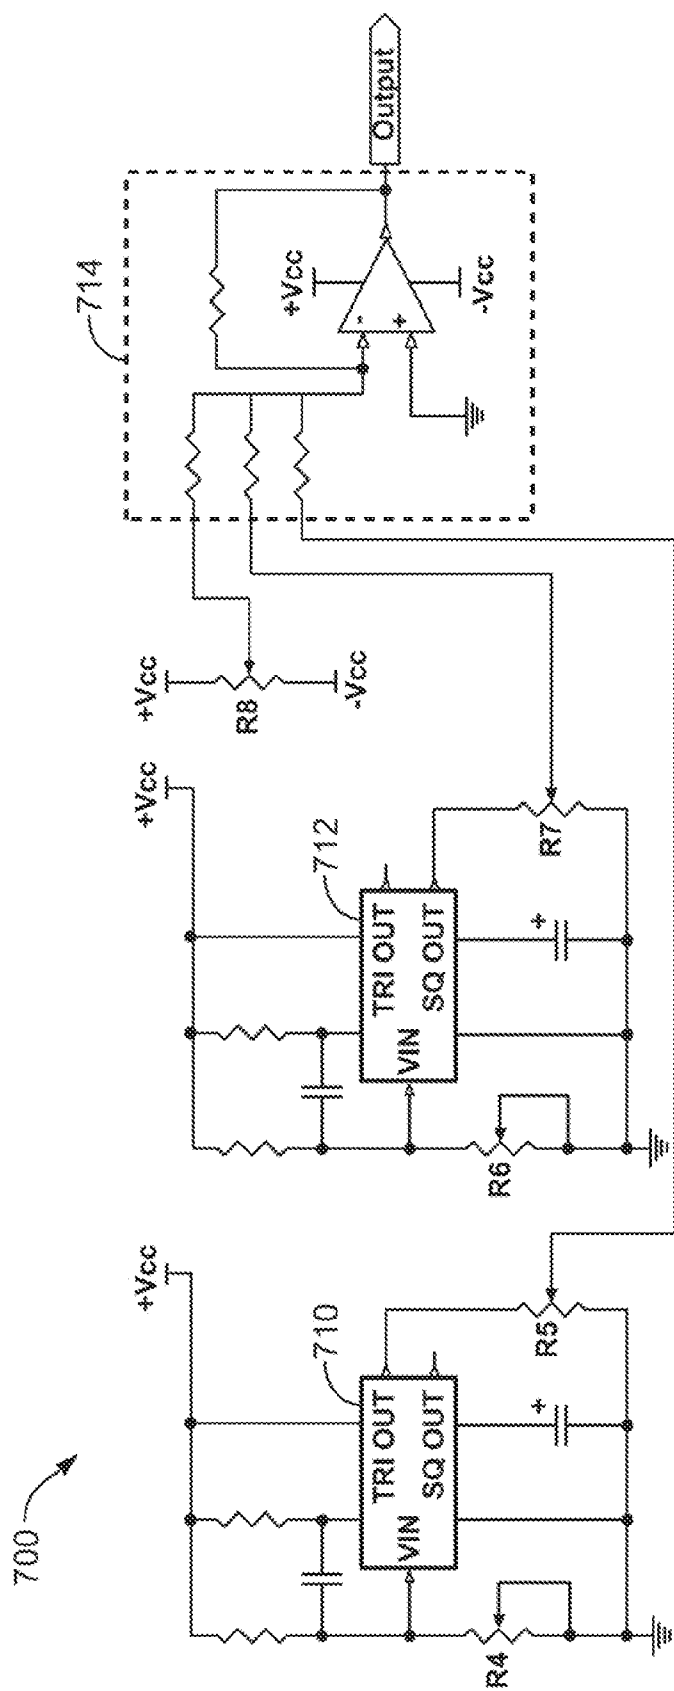 700
+Vcc
710
TRI OUT
VIN
SQ OUT
+
R4
R5
+Vcc
712
TRI OUT
VIN
SQ OUT
+
R6
R7
+Vcc
R8
-Vcc
714
+Vcc
-
+
-Vcc
Output